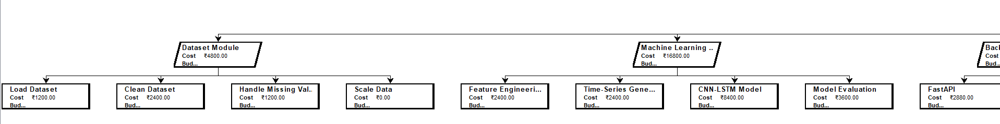 Dataset Module
Cost ₹4800.00
Bud...
Machine Learning ..
Cost ₹16800.00
Bud...
Back
Cost
Bud...
Load Dataset
Cost ₹1200.00
Bud...
Clean Dataset
Cost ₹2400.00
Bud...
Handle Missing Val..
Cost ₹1200.00
Bud...
Scale Data
Cost ₹0.00
Bud...
Feature Engineeri...
Cost ₹2400.00
Bud...
Time-Series Gene...
Cost ₹2400.00
Bud...
CNN-LSTM Model
Cost ₹8400.00
Bud...
Model Evaluation
Cost ₹3600.00
Bud...
FastAPI
Cost ₹2880.00
Bud...